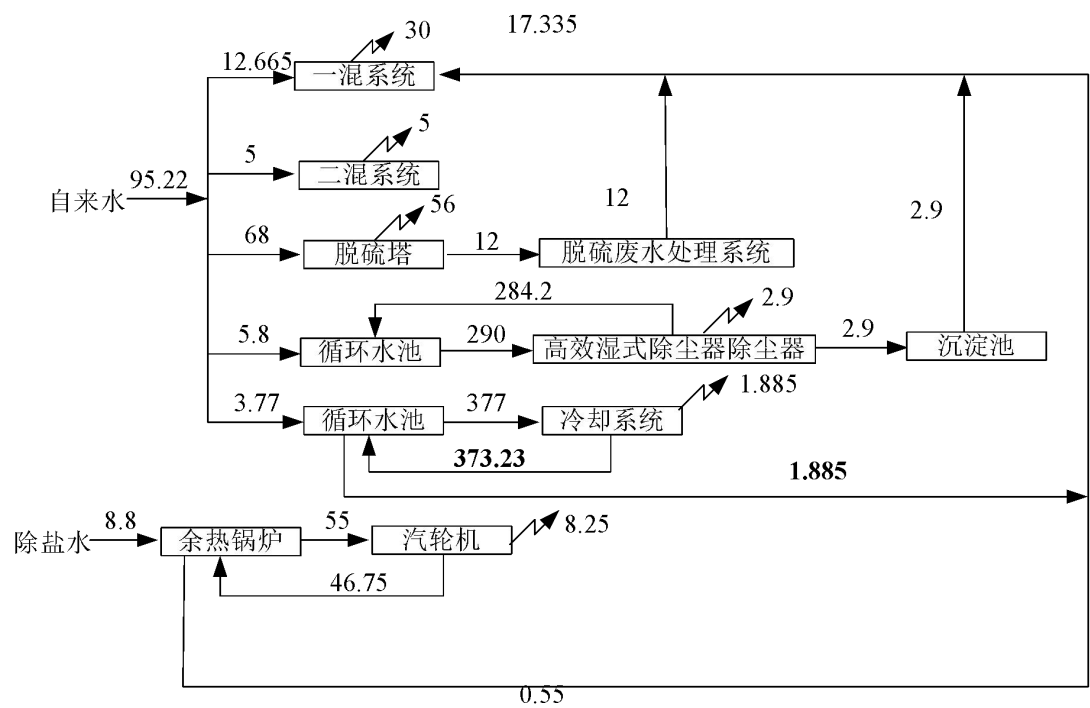 30
17.335
12.665
一混系统
5
5
二混系统
自来水
95.22
56
68
脱硫塔
12
脱硫废水处理系统
12
2.9
284.2
2.9
5.8
循环水池
290
高效湿式除尘器除尘器
2.9
沉淀池
1.885
3.77
循环水池
377
冷却系统
373.23
1.885
除盐水
8.8
余热锅炉
55
汽轮机
8.25
46.75
0.55